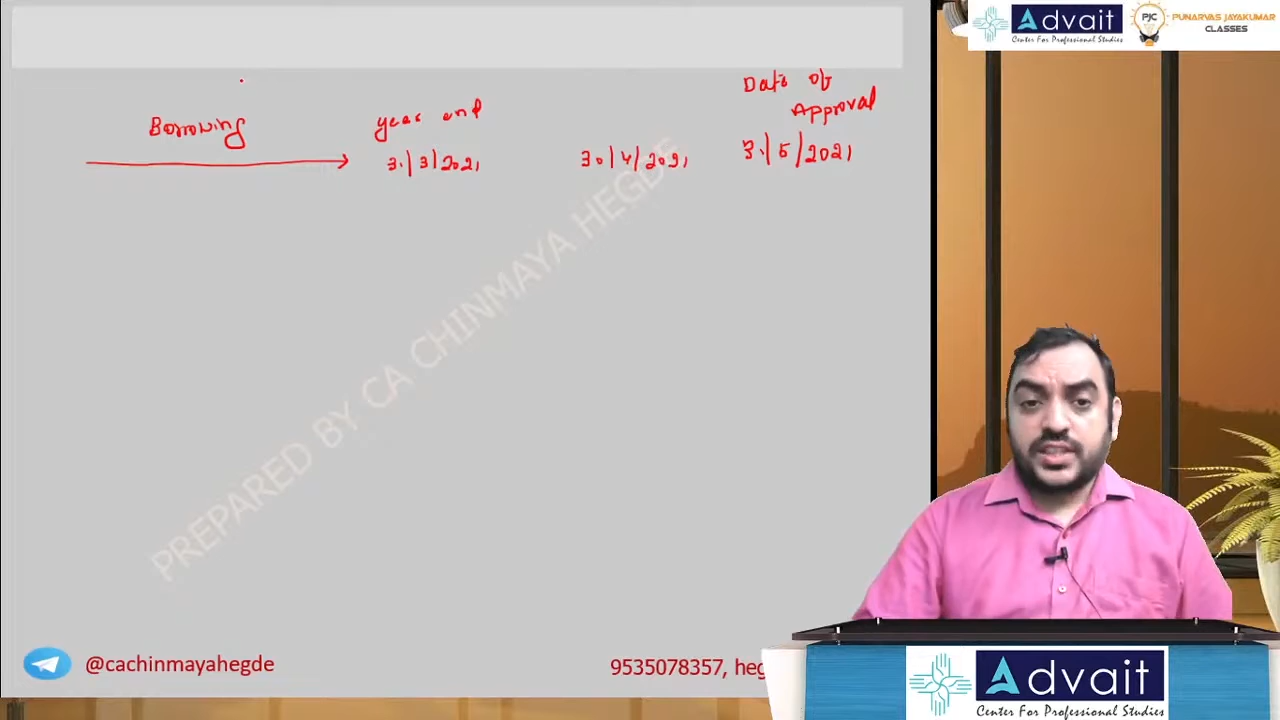 Advait
Center For Professional Studies
PJC
PUNARVAS JAYAKUMAR
CLASSES
Date of
Approval
Borrowing
year end
31/3/2021
30/4/2021
31/5/2021
PREPARED BY CA CHINMAYA HEGDE
@cachinmayahegde
9535078357, heg
Advait
Center For Professional Studies